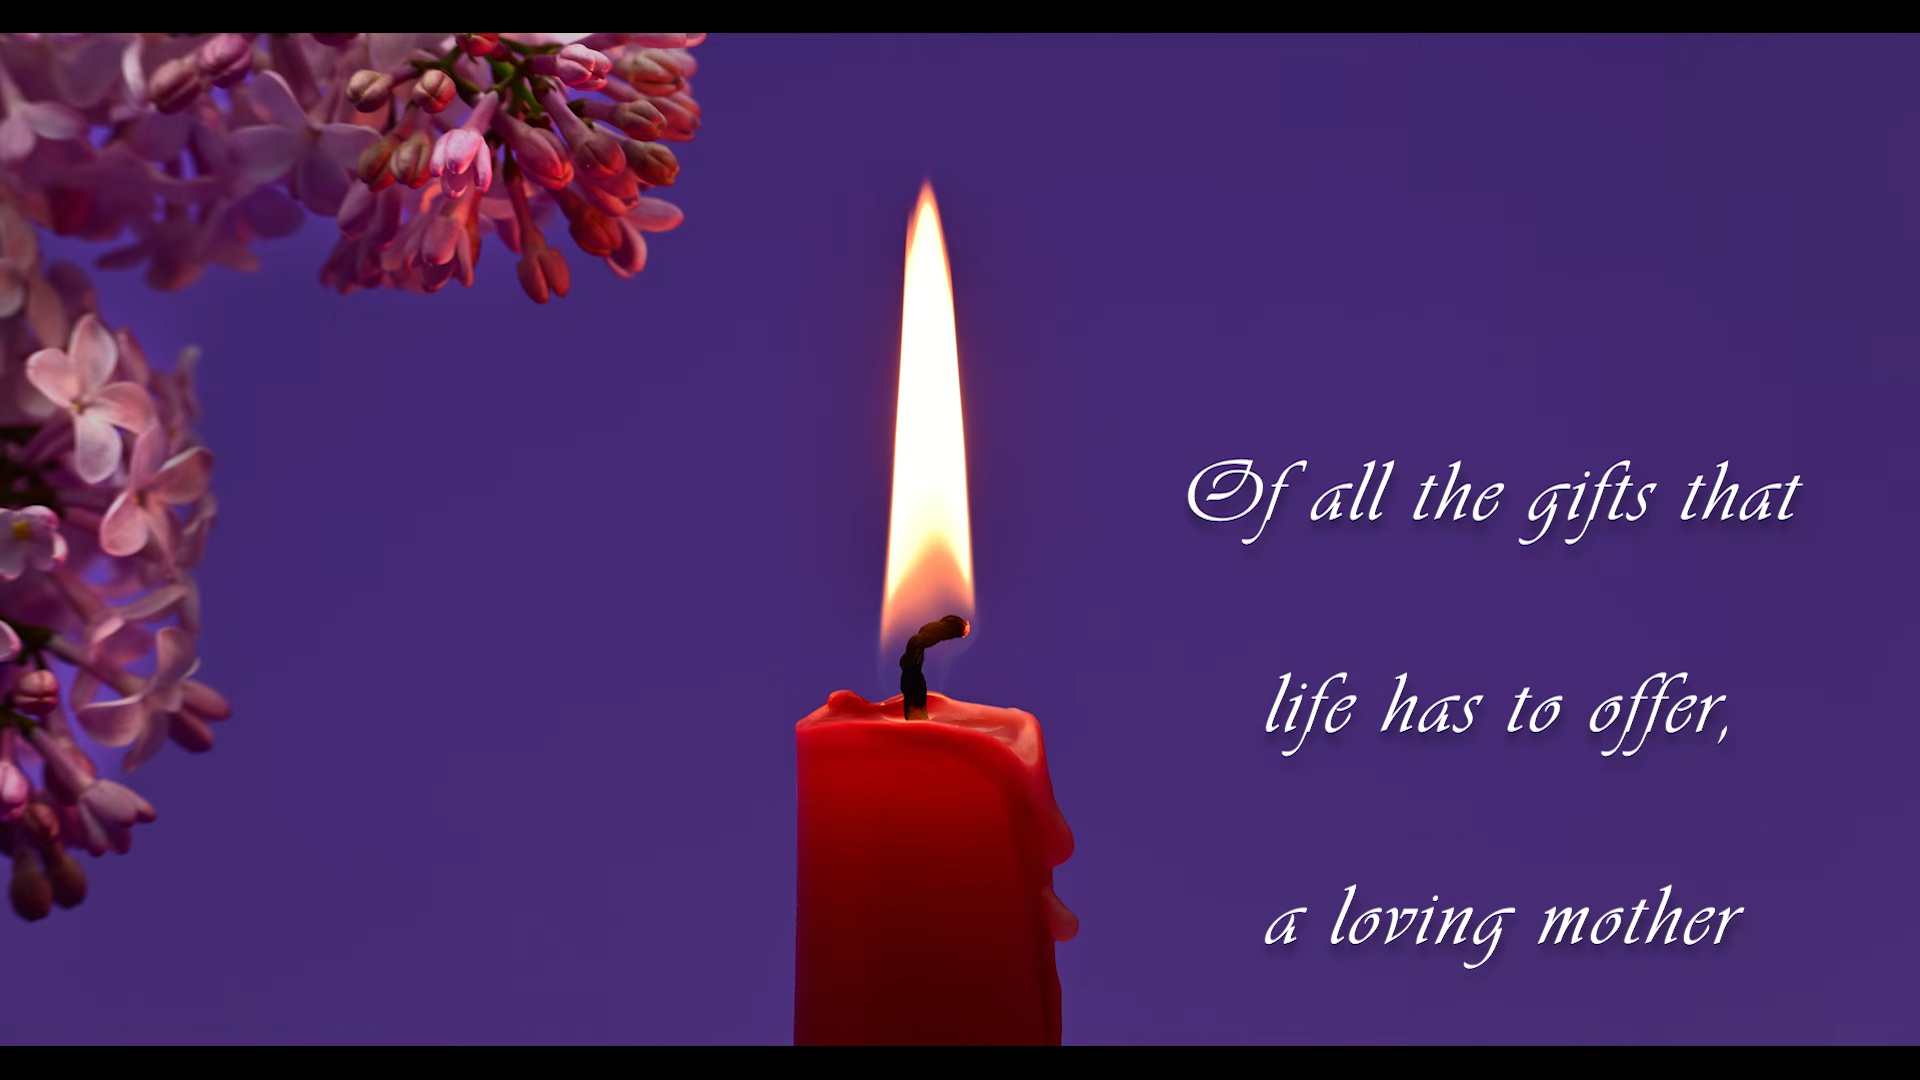 Of all the gifts that
life has to offer,
a loving mother